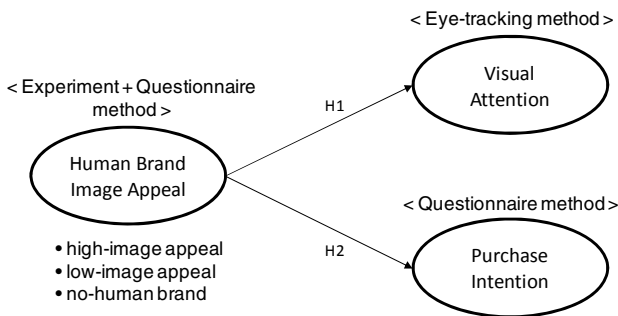 < Eye-tracking method >
Visual
Attention
< Experiment + Questionnaire
method >
H1
Human Brand
Image Appeal
< Questionnaire method >
• high-image appeal
• low-image appeal
• no-human brand
H2
Purchase
Intention